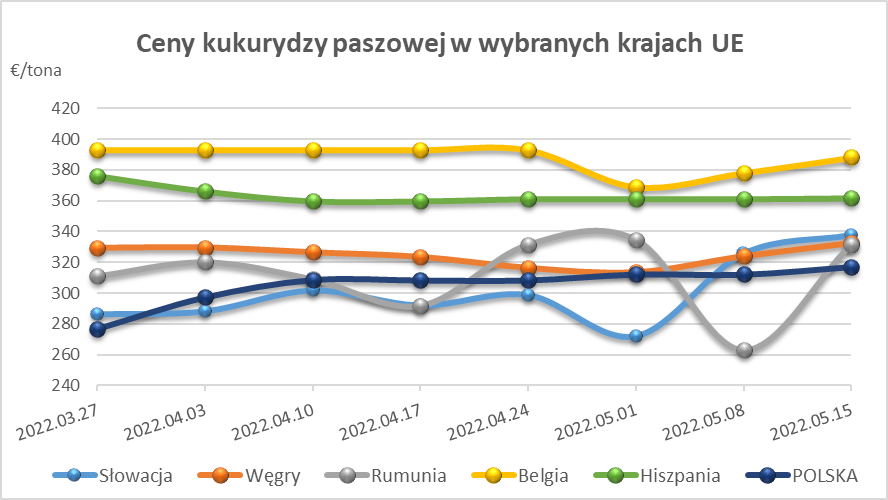 Ceny kukurydzy paszowej w wybranych krajach UE
€/tona
420
400
380
360
340
320
300
280
260
240
2022.03.27 2022.04.03 2022.04.10 2022.04.17 2022.04.24 2022.05.01 2022.05.08 2022.05.15
Słowacja Węgry Rumunia Belgia Hiszpania POLSKA